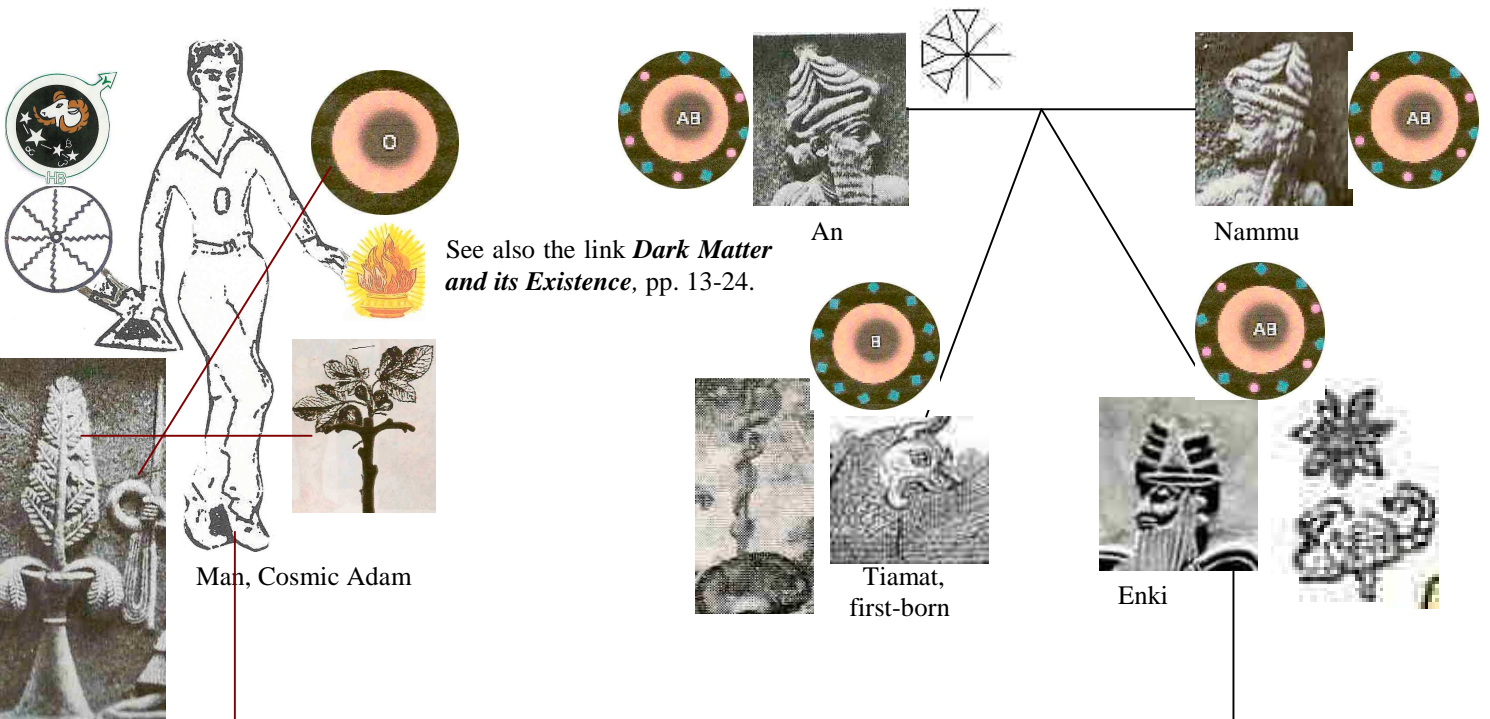 HB
O
O
See also the link Dark Matter
and its Existence, pp. 13-24.
Man, Cosmic Adam
AB
AB
An
Nammu
B
AB
Tiamat,
first-born
Enki